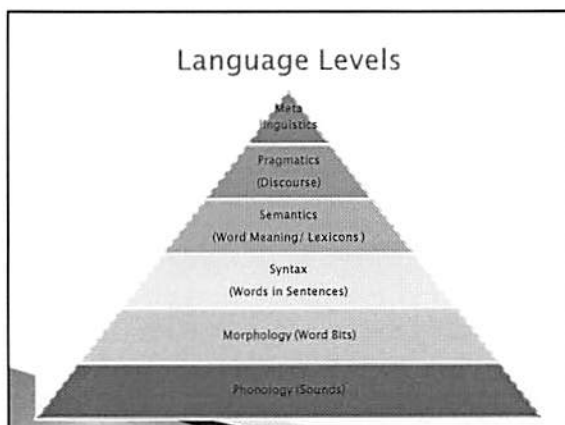 Language Levels
Meta
linguistics
Pragmatics
(Discourse)
Semantics
(Word Meaning/ Lexicons)
Syntax
(Words in Sentences)
Morphology (Word Bits)
Phonology (Sounds)